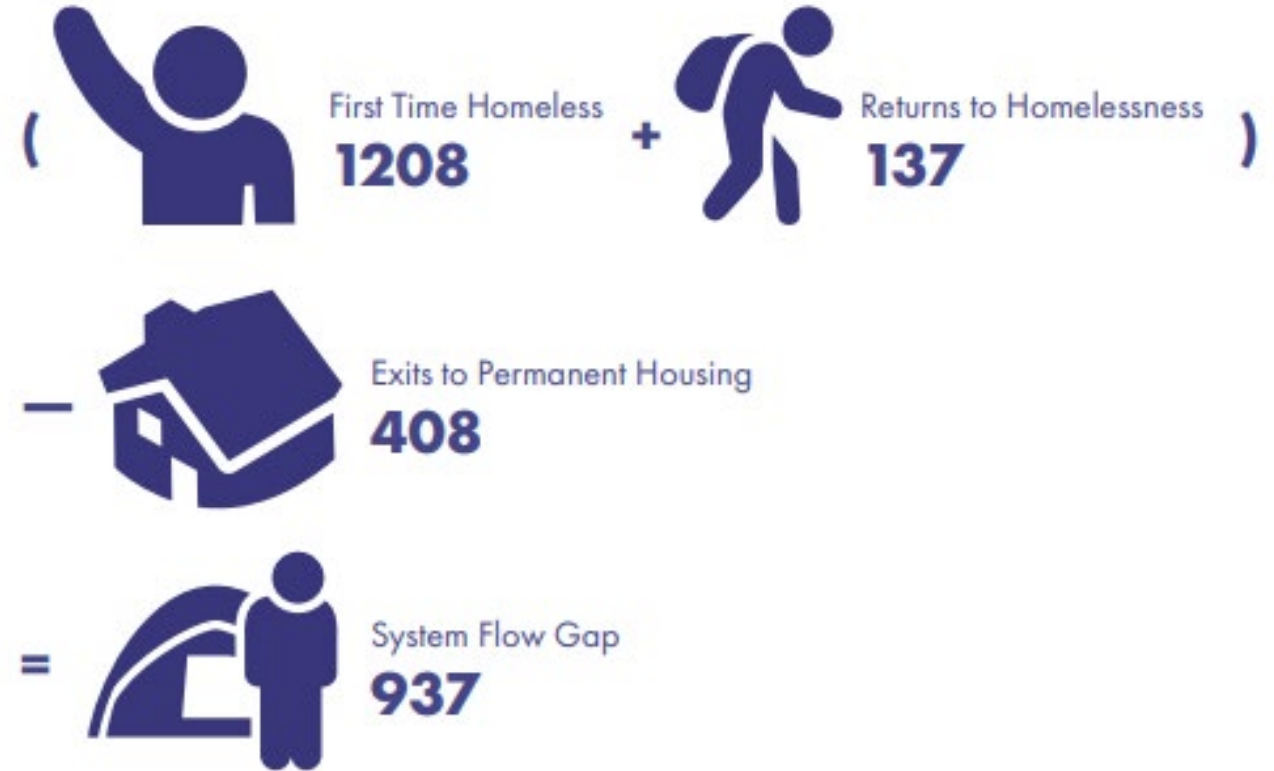 ( First Time Homeless + Returns to Homelessness )
1208 137
− Exits to Permanent Housing
408
= System Flow Gap
937